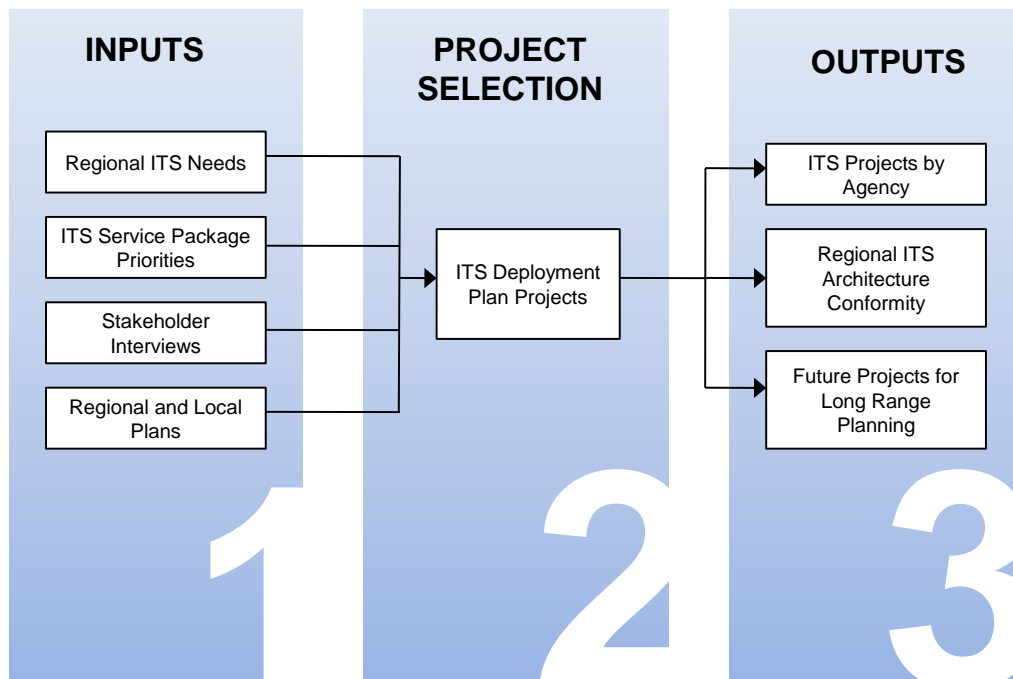 INPUTS
Regional ITS Needs
ITS Service Package
Priorities
Stakeholder
Interviews
Regional and Local
Plans
1
PROJECT
SELECTION
ITS Deployment
Plan Projects
2
OUTPUTS
ITS Projects by
Agency
Regional ITS
Architecture
Conformity
Future Projects for
Long Range
Planning
3